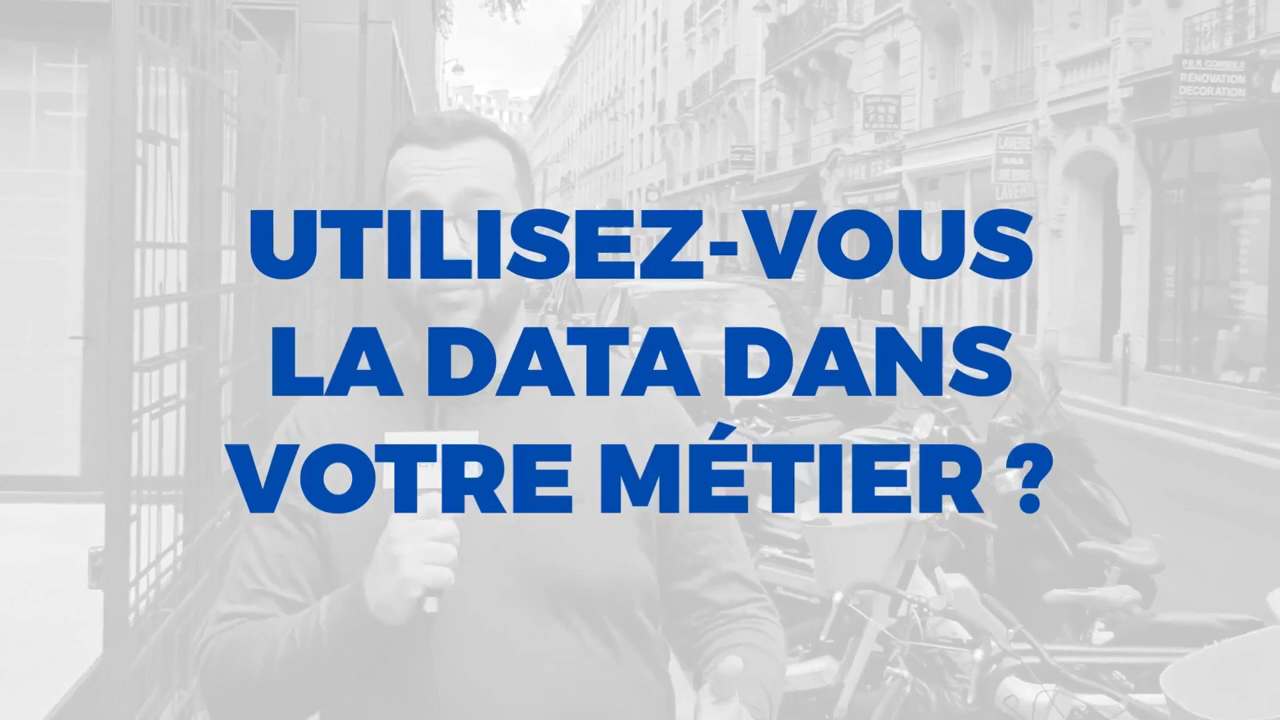 UTILISEZ-VOUS
LA DATA DANS
VOTRE MÉTIER ?
RENOVATION
DECORATION